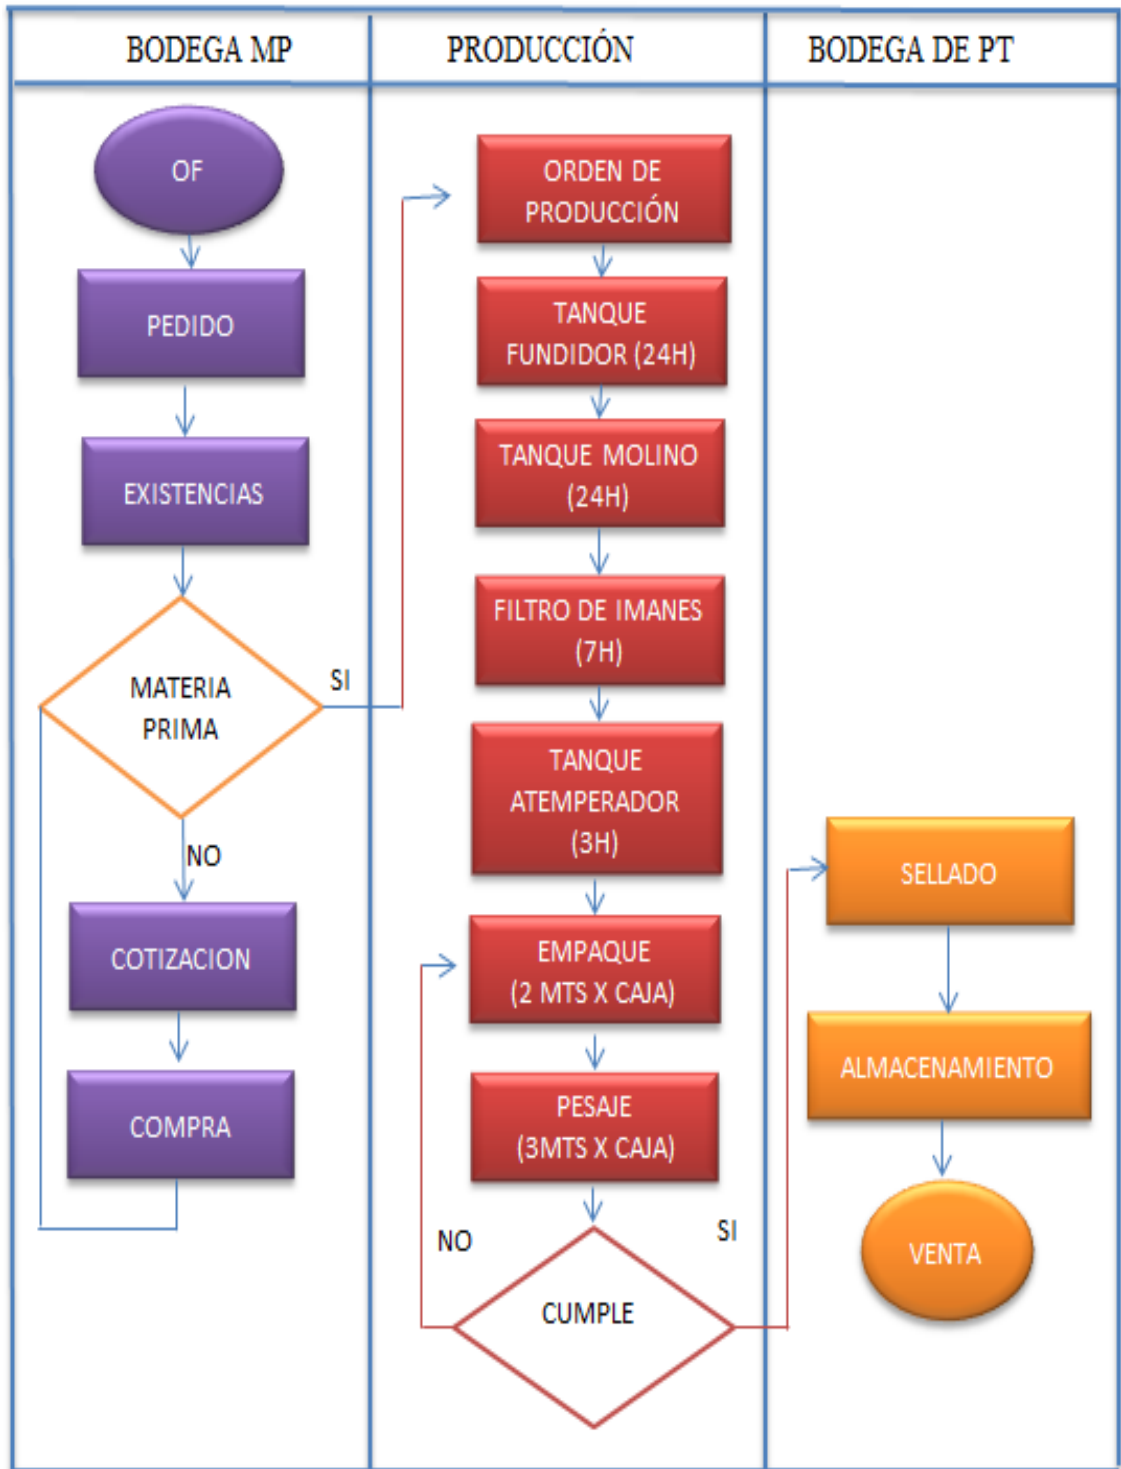 BODEGA MP
PRODUCCIÓN
BODEGA DE PT
OF
PEDIDO
EXISTENCIAS
MATERIA
PRIMA
SI
NO
COTIZACION
COMPRA
ORDEN DE
PRODUCCIÓN
TANQUE
FUNDIDOR (24H)
TANQUE MOLINO
(24H)
FILTRO DE IMANES
(7H)
TANQUE
ATEMPERADOR
(3H)
EMPAQUE
(2 MTS X CAJA)
PESAJE
(3MTS X CAJA)
NO
SI
CUMPLE
SELLADO
ALMACENAMIENTO
VENTA